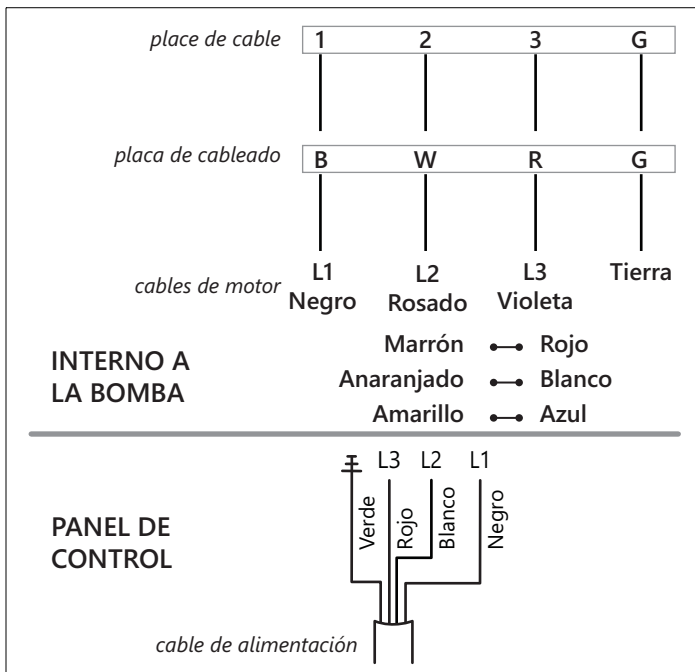 place de cable 1 2 3 G
placa de cableado B W R G
cables de motor L1 L2 L3 Tierra
Negro Rosado Violeta
Marrón Rojo
INTERNO A
LA BOMBA
Anaranjado Blanco
Amarillo Azul
L3 L2 L1
Verde Rojo Blanco Negro
PANEL DE
CONTROL
cable de alimentación